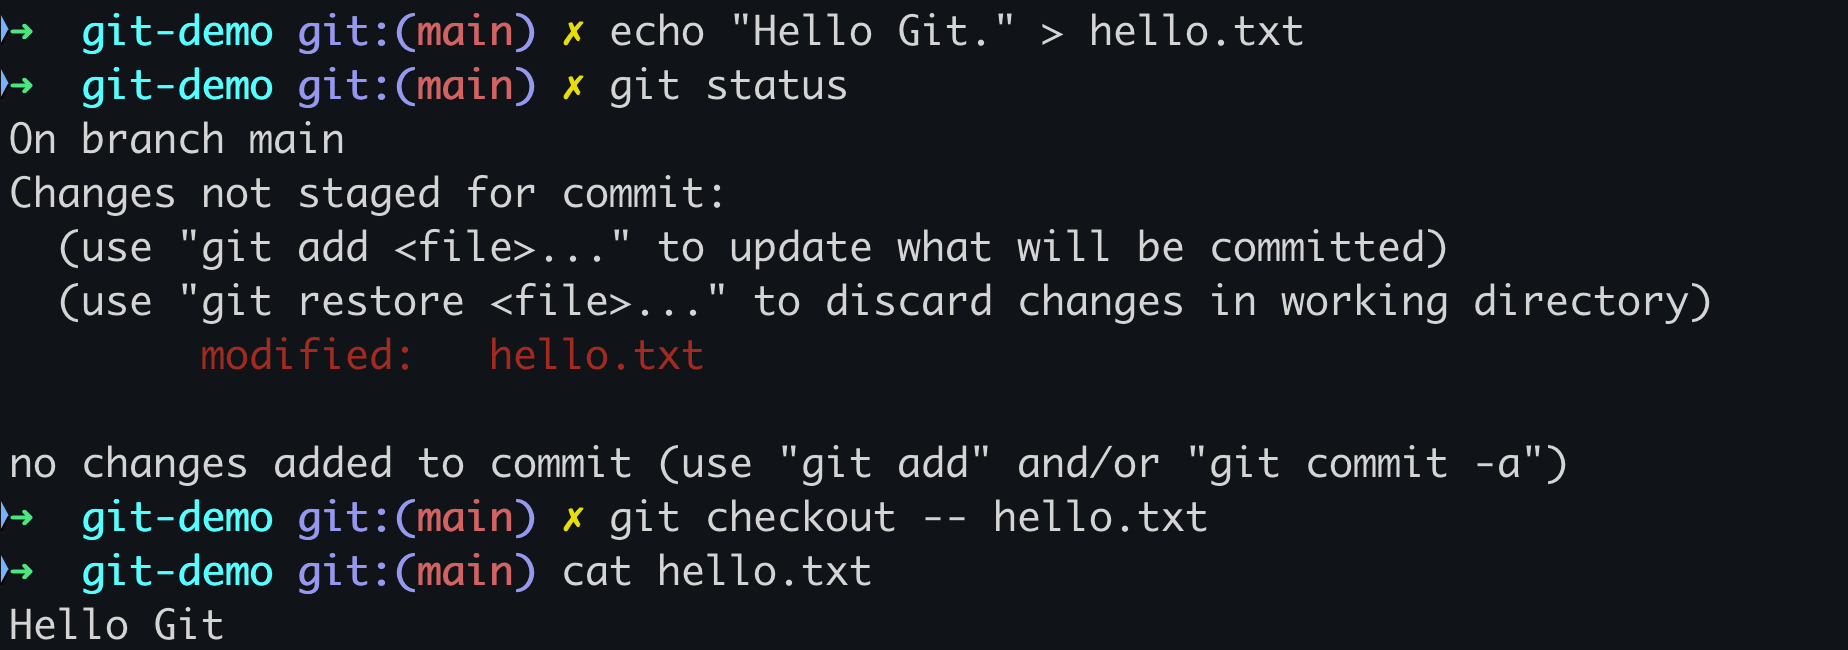 ➜  git-demo git:(main) ✗ echo "Hello Git." > hello.txt
➜  git-demo git:(main) ✗ git status
On branch main
Changes not staged for commit:
  (use "git add <file>..." to update what will be committed)
  (use "git restore <file>..." to discard changes in working directory)
        modified:   hello.txt

no changes added to commit (use "git add" and/or "git commit -a")
➜  git-demo git:(main) ✗ git checkout -- hello.txt
➜  git-demo git:(main) cat hello.txt
Hello Git